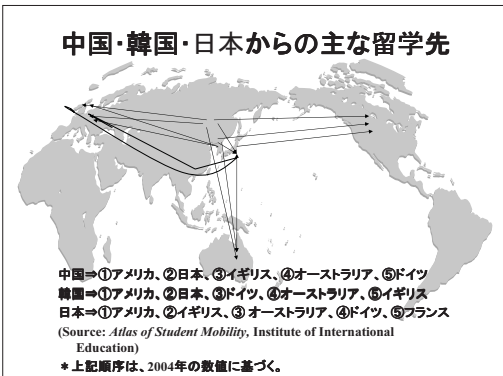 中国・韓国・日本からの主な留学先
中国⇒①アメリカ、②日本、③イギリス、④オーストラリア、⑤ドイツ
韓国⇒①アメリカ、②日本、③ドイツ、④オーストラリア、⑤イギリス
日本⇒①アメリカ、②イギリス、③ オーストラリア、④ドイツ、⑤フランス
(Source: Atlas of Student Mobility, Institute of International
Education)
＊上記順序は、2004年の数値に基づく。